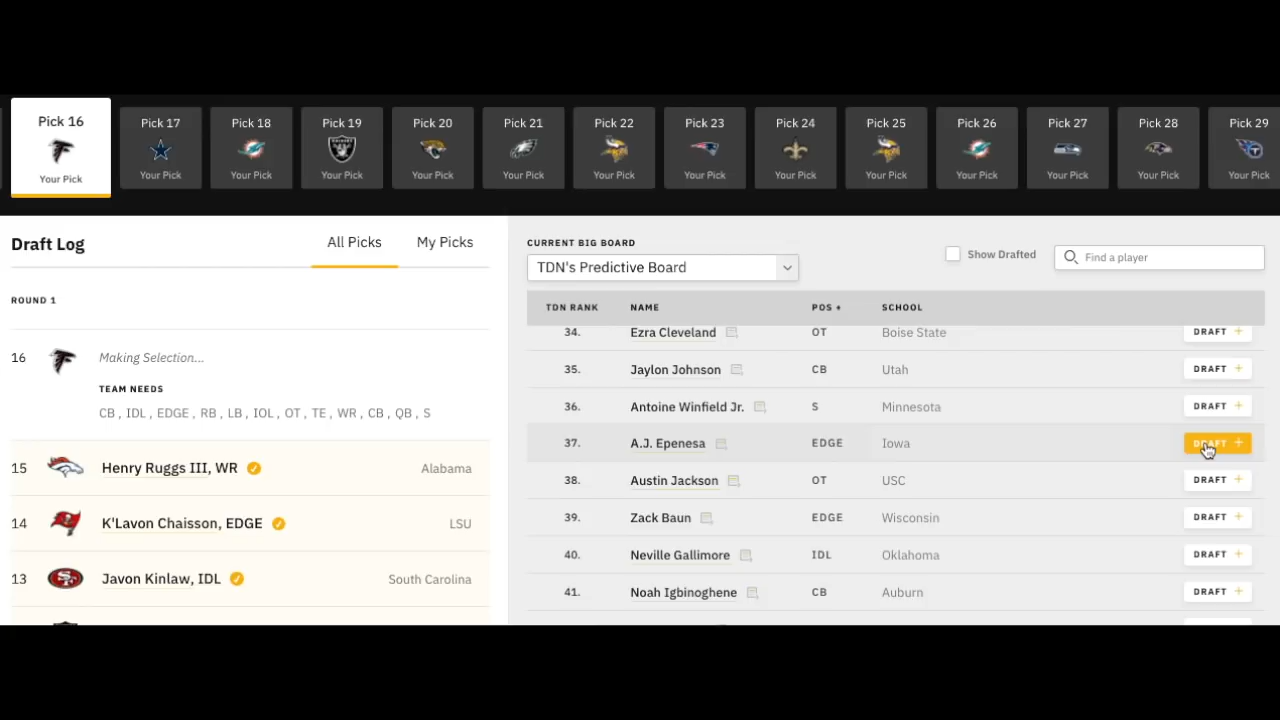 Pick 16 Pick 17 Pick 18 Pick 19 Pick 20 Pick 21 Pick 22 Pick 23 Pick 24 Pick 25 Pick 26 Pick 27 Pick 28 Pick 29
Your Pick Your Pick Your Pick Your Pick Your Pick Your Pick Your Pick Your Pick Your Pick Your Pick Your Pick Your Pick Your Pick Your Pick
Draft Log All Picks My Picks
ROUND 1
16 Making Selection...
TEAM NEEDS
CB , IDL , EDGE , RB , LB , IOL , OT , TE , WR , CB , QB , S
15 Henry Ruggs III, WR Alabama
14 K'Lavon Chaisson, EDGE LSU
13 Javon Kinlaw, IDL South Carolina
CURRENT BIG BOARD
TDN's Predictive Board
Show Drafted
Find a player
TDN RANK NAME POS SCHOOL
34. Ezra Cleveland OT Boise State DRAFT +
35. Jaylon Johnson CB Utah DRAFT +
36. Antoine Winfield Jr. S Minnesota DRAFT +
37. A.J. Epenesa EDGE Iowa DRAFT +
38. Austin Jackson OT USC DRAFT +
39. Zack Baun EDGE Wisconsin DRAFT +
40. Neville Gallimore IDL Oklahoma DRAFT +
41. Noah Igbinoghene CB Auburn DRAFT +